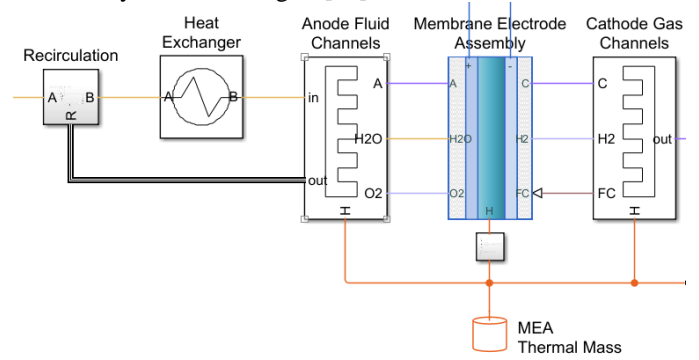 Recirculation
A B
R
Heat
Exchanger
A B
Anode Fluid
Channels
in
out
A
H2O
O2
H
Membrane Electrode
Assembly
+ -
A
H2O
O2
C
H2
FC
H
Cathode Gas
Channels
C
H2
FC
out
H
MEA
Thermal Mass